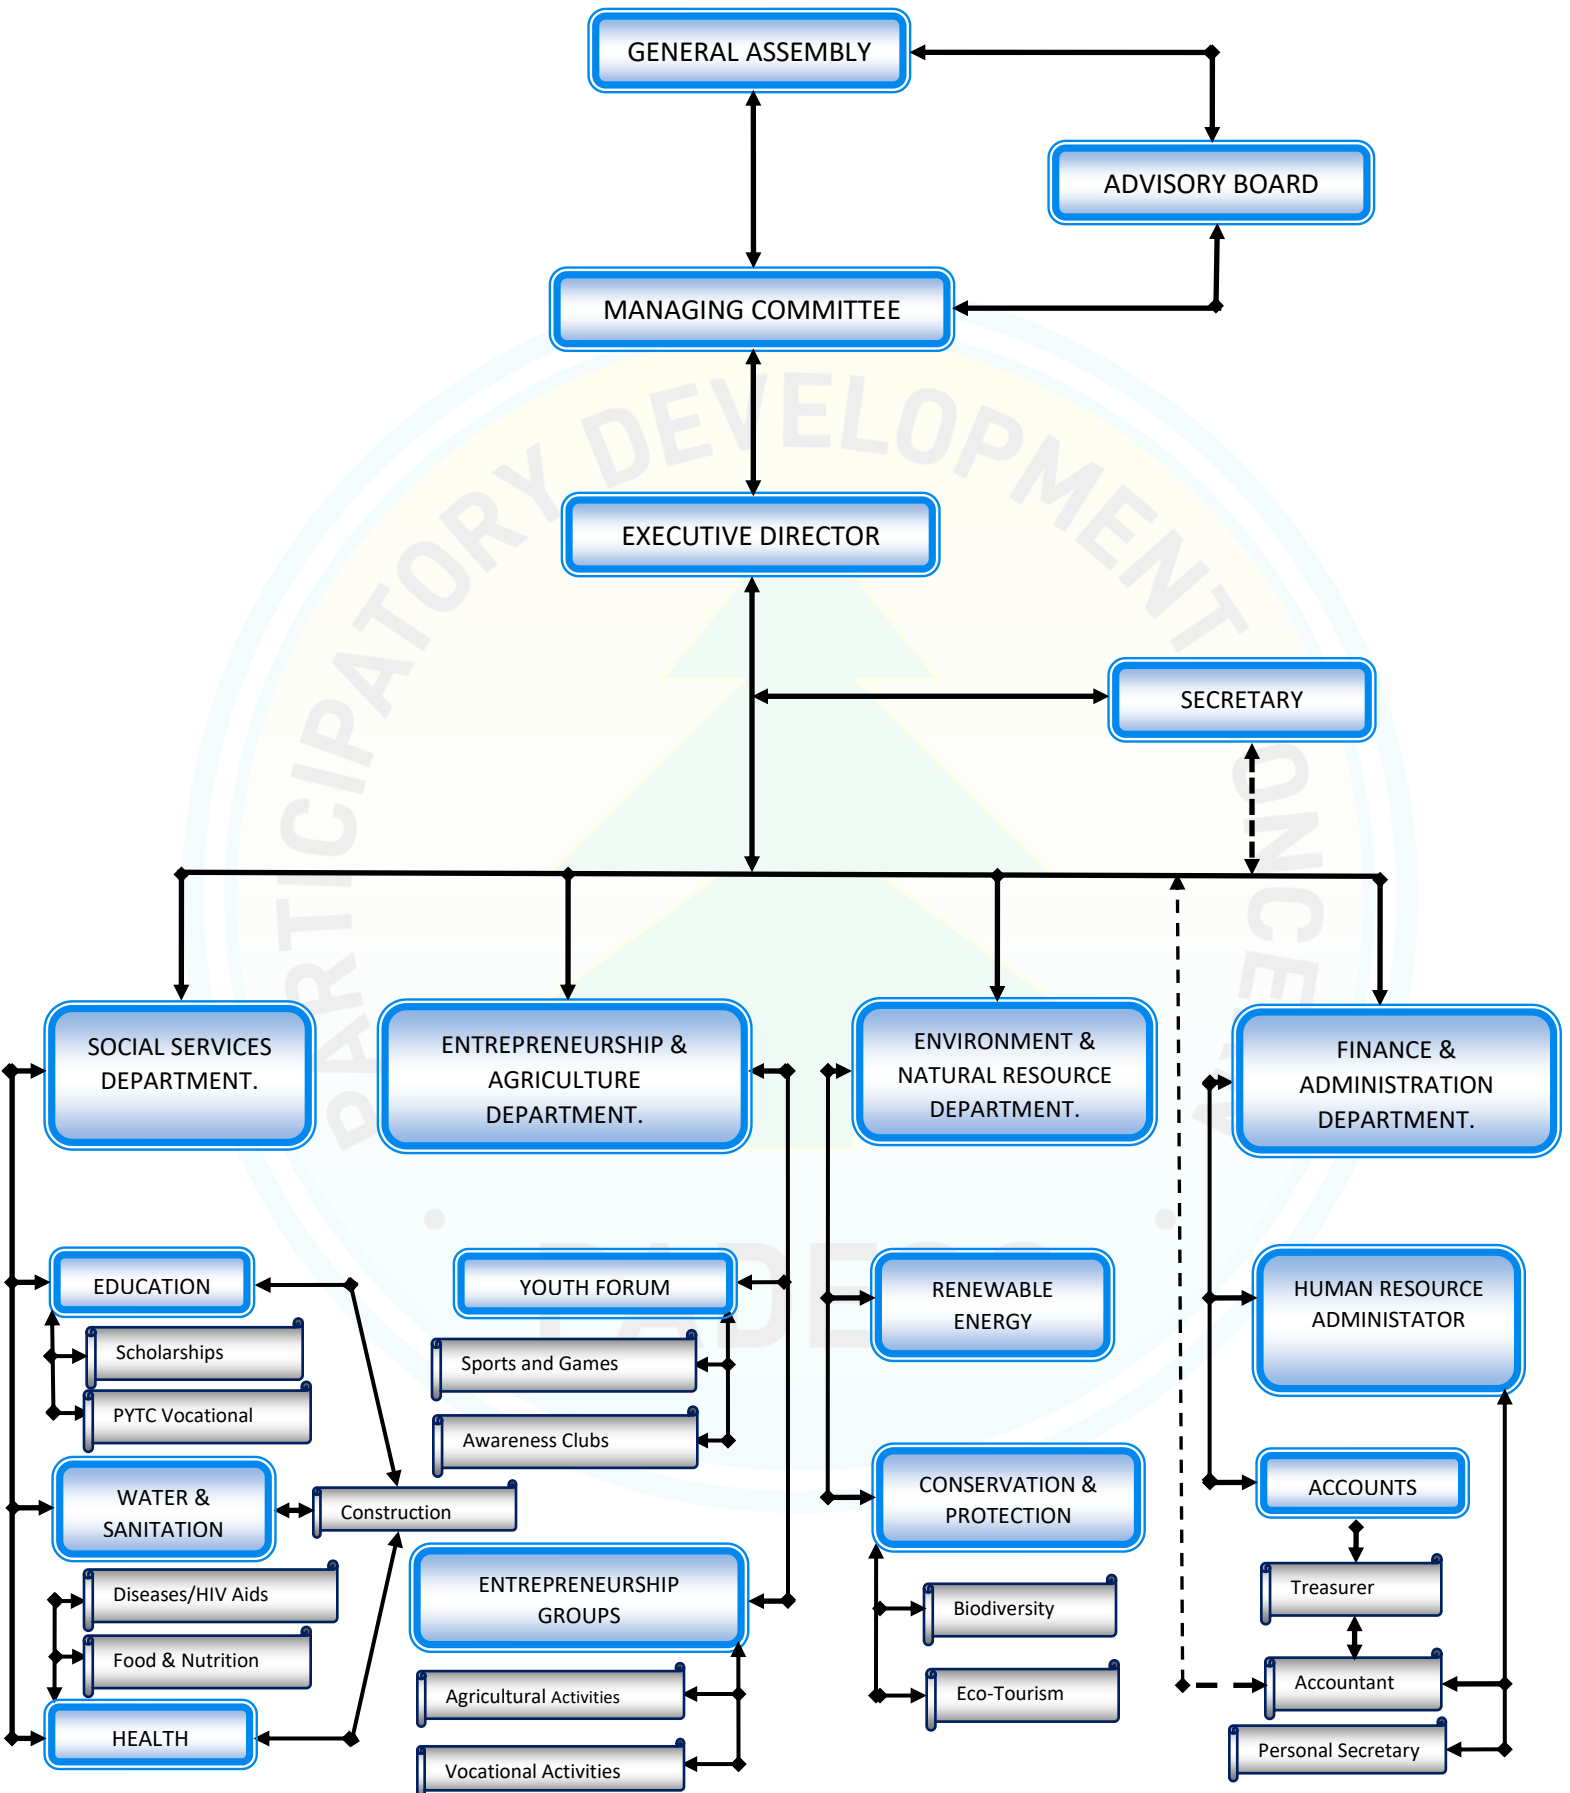 GENERAL ASSEMBLY
ADVISORY BOARD
MANAGING COMMITTEE
EXECUTIVE DIRECTOR
SECRETARY
SOCIAL SERVICES
DEPARTMENT.
ENTREPRENEURSHIP &
AGRICULTURE
DEPARTMENT.
ENVIRONMENT &
NATURAL RESOURCE
DEPARTMENT.
FINANCE &
ADMINISTRATION
DEPARTMENT.
EDUCATION
Scholarships
PYTC Vocational
WATER &
SANITATION
Construction
Diseases/HIV Aids
Food & Nutrition
HEALTH
YOUTH FORUM
Sports and Games
Awareness Clubs
ENTREPRENEURSHIP
GROUPS
Agricultural Activities
Vocational Activities
RENEWABLE
ENERGY
CONSERVATION &
PROTECTION
Biodiversity
Eco-Tourism
HUMAN RESOURCE
ADMINISTATOR
ACCOUNTS
Treasurer
Accountant
Personal Secretary
PARTICIPATORY DEVELOPMENT